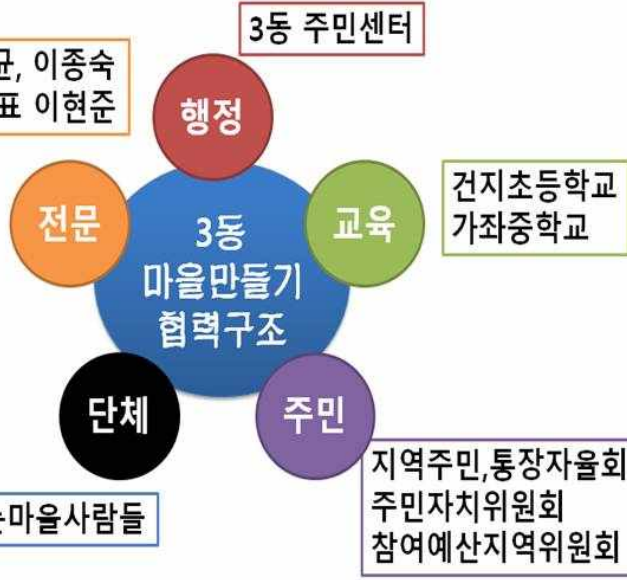 3동 주민센터
이종숙
이현준
행정
전문
교육
건지초등학교
가좌중학교
3동
마을만들기
협력구조
단체
주민
마을사람들
지역주민,통장자율회
주민자치위원회
참여예산지역위원회